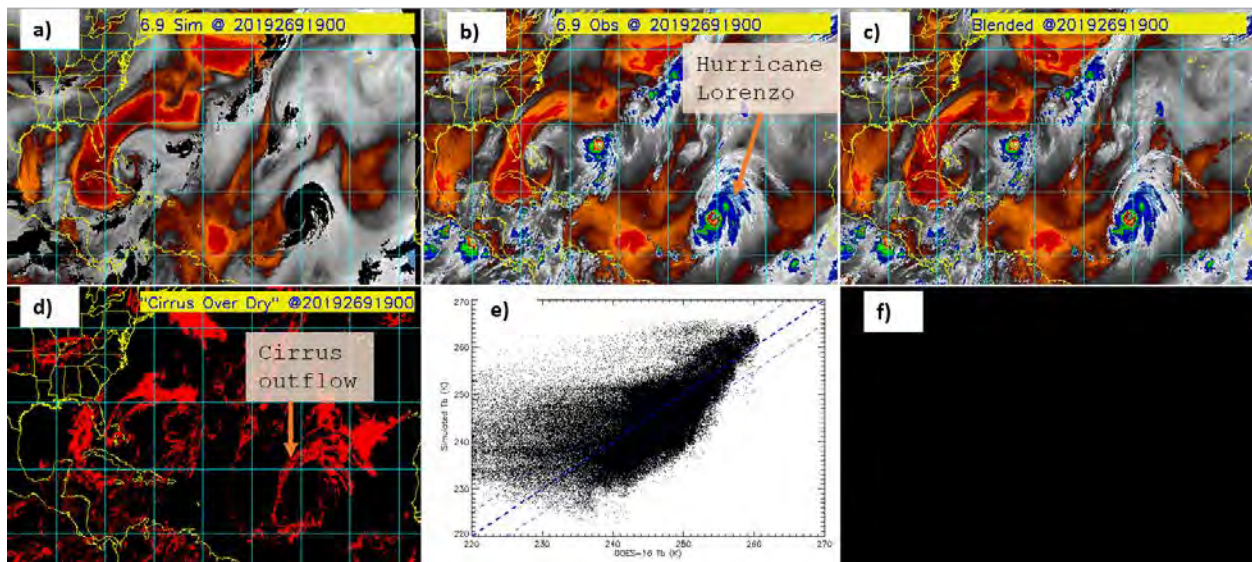 a)
6.9 Sim @20192691900
b)
6.9 Obs @20192691900
Hurricane
Lorenzo
c)
Blended @20192691900
d)
"Cirrus Over Dry" @20192691900
Cirrus
outflow
e)
270
260
250
240
230
220
Simulated Tb (K)
220 230 240 250 260 270
GOES-16 Tb (K)
f)